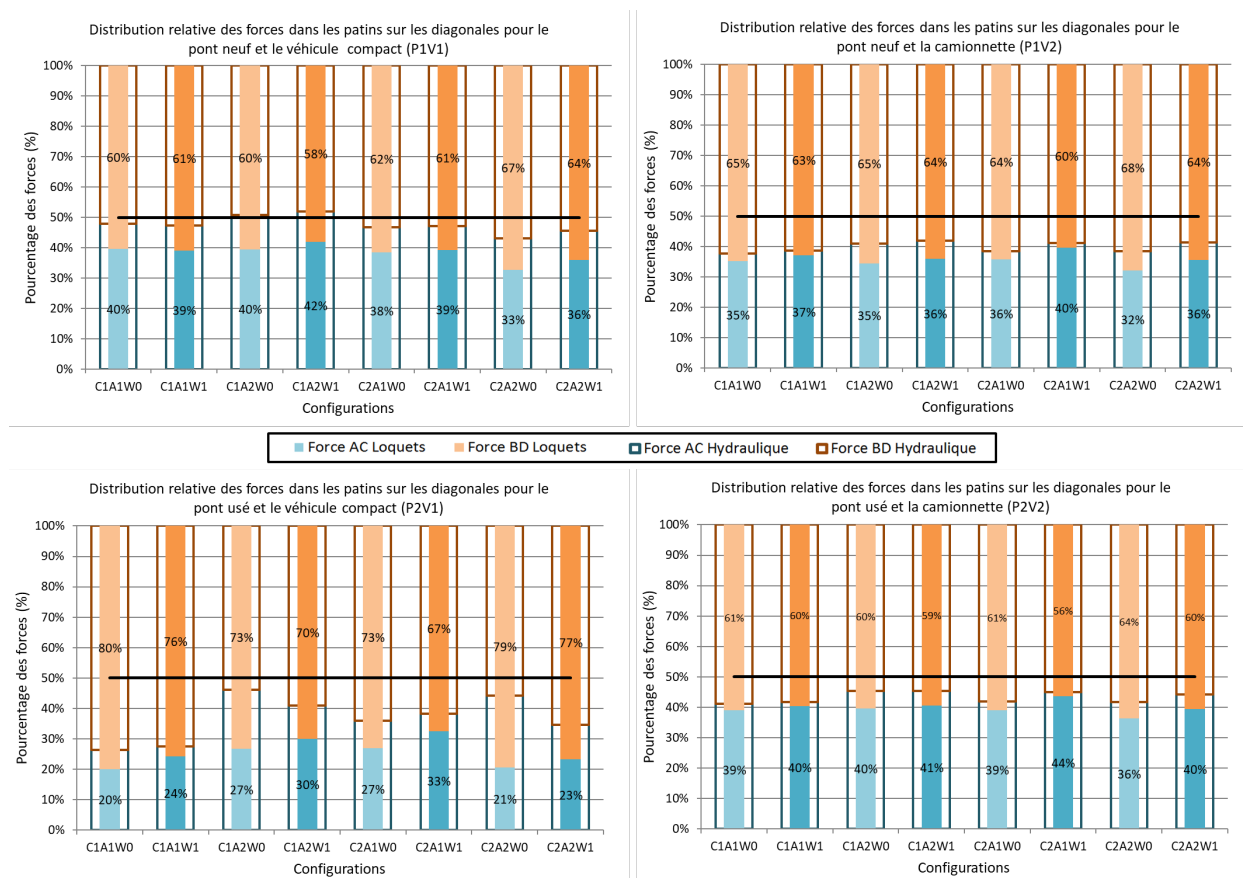 Distribution relative des forces dans les patins sur les diagonales pour le
pont neuf et le véhicule compact (P1V1)
Pourcentage des forces (%)
100%
90%
80%
70%
60%
50%
40%
30%
20%
10%
0%
60% 61% 60% 58% 62% 61% 67% 64%
40% 39% 40% 42% 38% 39% 33% 36%
C1A1W0 C1A1W1 C1A2W0 C1A2W1 C2A1W0 C2A1W1 C2A2W0 C2A2W1
Configurations
Distribution relative des forces dans les patins sur les diagonales pour le
pont neuf et la camionnette (P1V2)
Pourcentage des forces (%)
100%
90%
80%
70%
60%
50%
40%
30%
20%
10%
0%
65% 63% 65% 64% 64% 60% 68% 64%
35% 37% 35% 36% 36% 40% 32% 36%
C1A1W0 C1A1W1 C1A2W0 C1A2W1 C2A1W0 C2A1W1 C2A2W0 C2A2W1
Configurations
Force AC Loquets Force BD Loquets Force AC Hydraulique Force BD Hydraulique
Distribution relative des forces dans les patins sur les diagonales pour le
pont usé et le véhicule compact (P2V1)
Pourcentage des forces (%)
100%
90%
80%
70%
60%
50%
40%
30%
20%
10%
0%
80% 76% 73% 70% 73% 67% 79% 77%
20% 24% 27% 30% 27% 33% 21% 23%
C1A1W0 C1A1W1 C1A2W0 C1A2W1 C2A1W0 C2A1W1 C2A2W0 C2A2W1
Configurations
Distribution relative des forces dans les patins sur les diagonales pour le
pont usé et la camionnette (P2V2)
Pourcentage des forces (%)
100%
90%
80%
70%
60%
50%
40%
30%
20%
10%
0%
61% 60% 60% 59% 61% 56% 64% 60%
39% 40% 40% 41% 39% 44% 36% 40%
C1A1W0 C1A1W1 C1A2W0 C1A2W1 C2A1W0 C2A1W1 C2A2W0 C2A2W1
Configurations